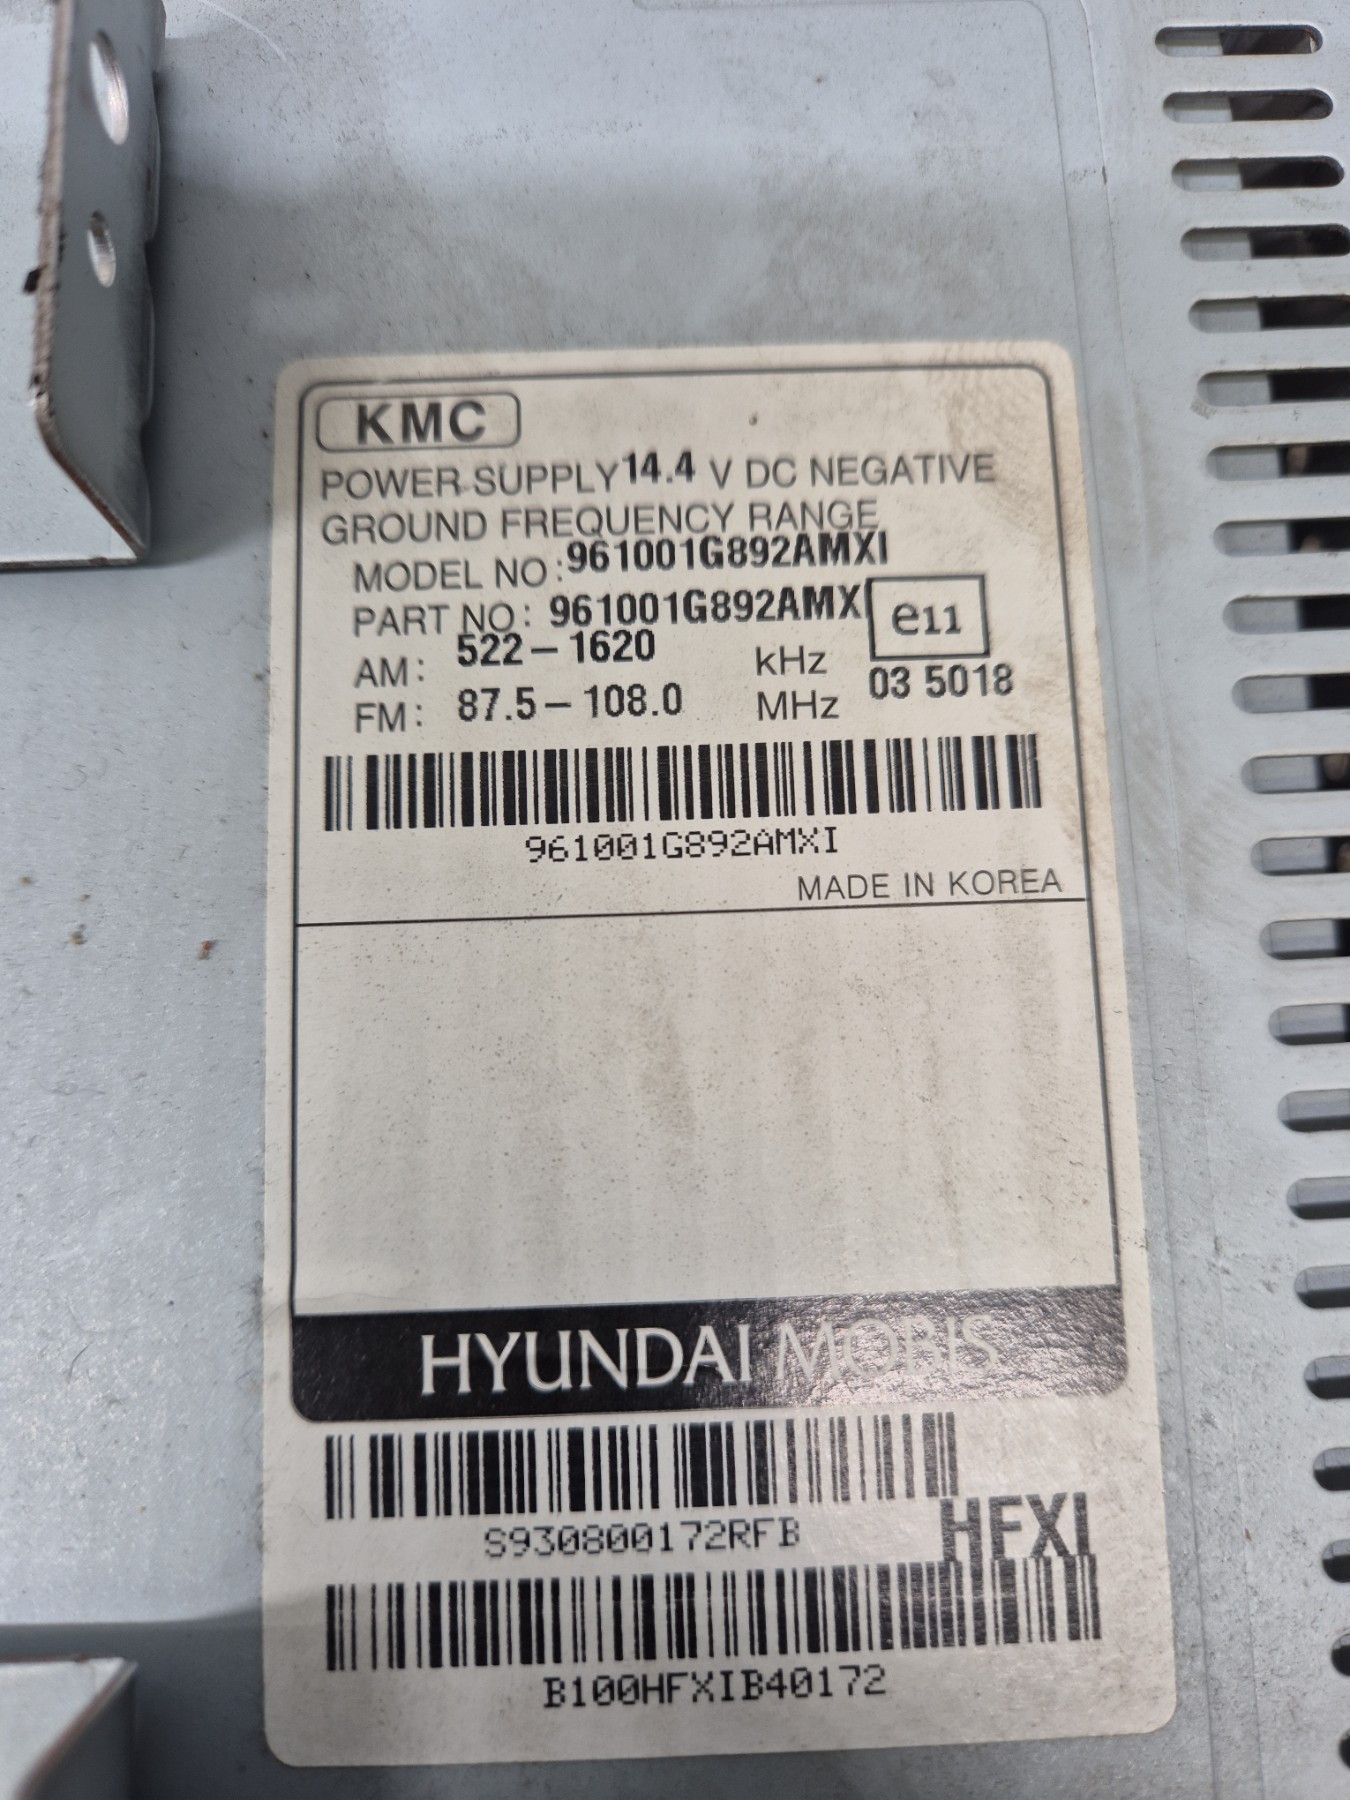 KMC
POWER SUPPLY 14.4 V DC NEGATIVE
GROUND FREQUENCY RANGE
MODEL NO: 961001G892AMXI
PART NO: 961001G892AMXI
e11
AM: 522-1620 kHz
03 5018
FM: 87.5-108.0 MHz
961001G892AMXI
MADE IN KOREA
HYUNDAI MOBIS
S930800172RFB
HFXI
B100HFXIB40172